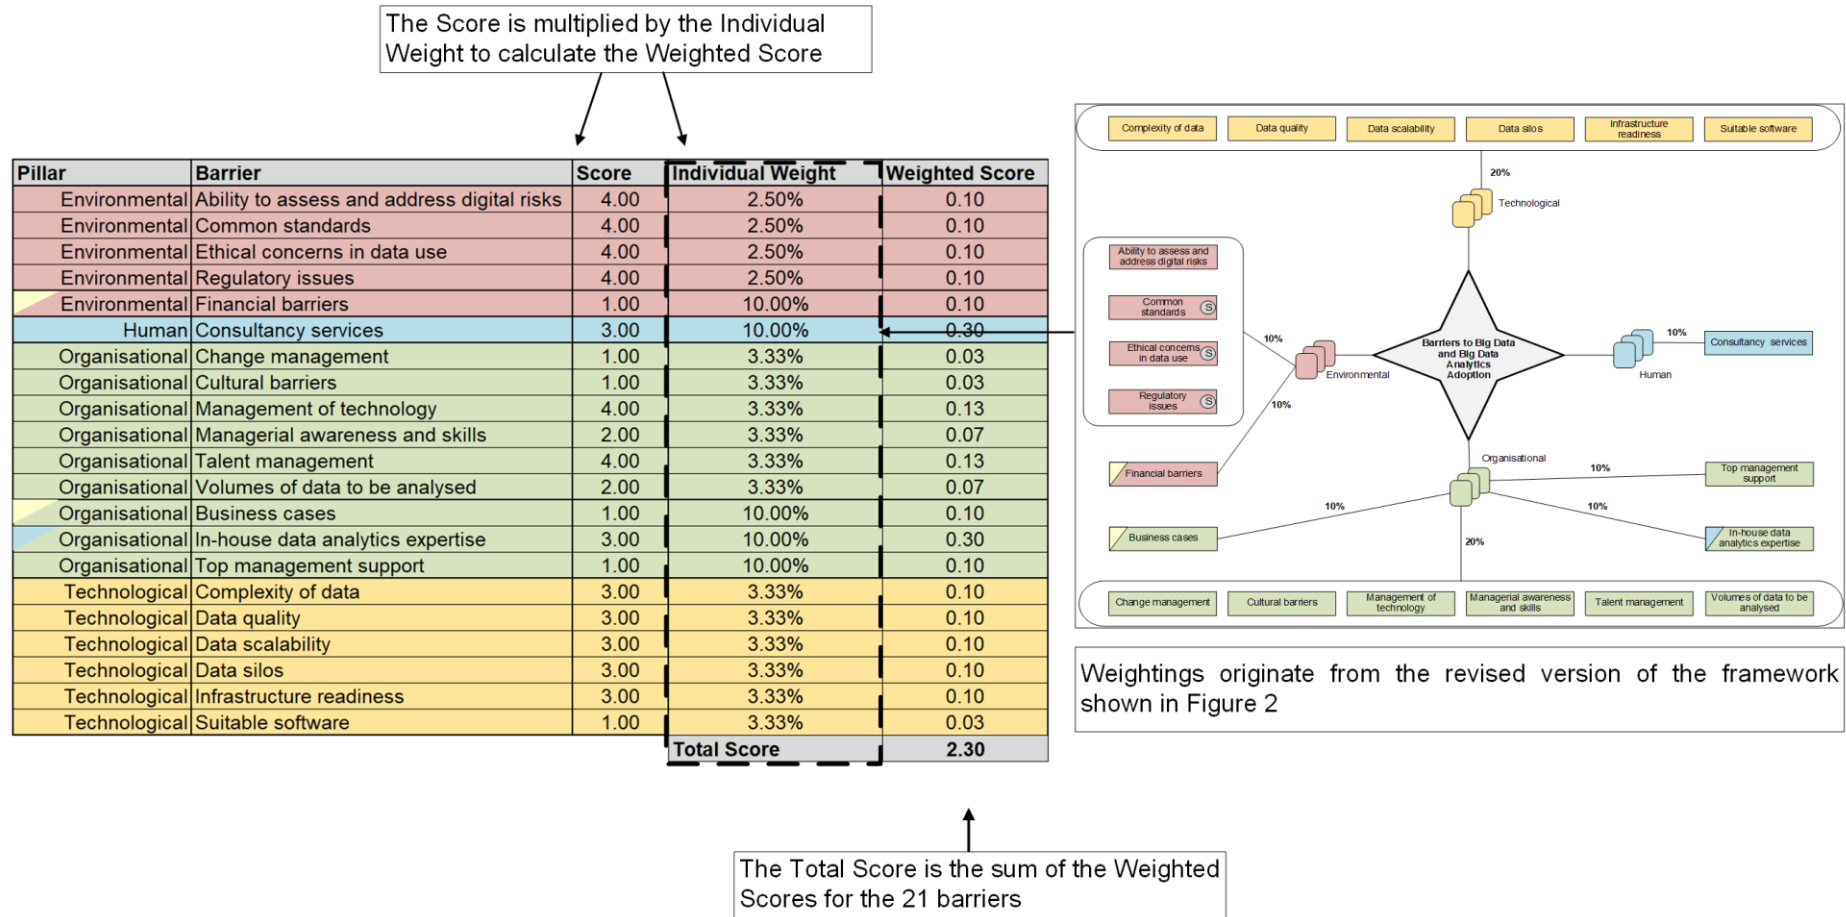 The Score is multiplied by the Individual
Weight to calculate the Weighted Score
Pillar Barrier Score Individual Weight Weighted Score
Environmental Ability to assess and address digital risks 4.00 2.50% 0.10
Environmental Common standards 4.00 2.50% 0.10
Environmental Ethical concerns in data use 4.00 2.50% 0.10
Environmental Regulatory issues 4.00 2.50% 0.10
Environmental Financial barriers 1.00 10.00% 0.10
Human Consultancy services 3.00 10.00% 0.30
Organisational Change management 1.00 3.33% 0.03
Organisational Cultural barriers 1.00 3.33% 0.03
Organisational Management of technology 4.00 3.33% 0.13
Organisational Managerial awareness and skills 2.00 3.33% 0.07
Organisational Talent management 4.00 3.33% 0.13
Organisational Volumes of data to be analysed 2.00 3.33% 0.07
Organisational Business cases 1.00 10.00% 0.10
Organisational In-house data analytics expertise 3.00 10.00% 0.30
Organisational Top management support 1.00 10.00% 0.10
Technological Complexity of data 3.00 3.33% 0.10
Technological Data quality 3.00 3.33% 0.10
Technological Data scalability 3.00 3.33% 0.10
Technological Data silos 3.00 3.33% 0.10
Technological Infrastructure readiness 3.00 3.33% 0.10
Technological Suitable software 1.00 3.33% 0.03
Total Score 2.30
The Total Score is the sum of the Weighted
Scores for the 21 barriers
Complexity of data
Data quality
Data scalability
Data silos
Infrastructure
readiness
Suitable software
20%
Technological
Ability to assess and
address digital risks
Common
standards
S
Ethical concerns
in data use
S
Regulatory
issues
S
10%
10%
Environmental
Financial barriers
Barriers to Big Data
and Big Data
Analytics
Adoption
10%
Consultancy services
Human
Organisational
10%
Top management
support
10%
Business cases
10%
In-house data
analytics expertise
20%
Change management
Cultural barriers
Management of
technology
Managerial awareness
and skills
Talent management
Volumes of data to be
analysed
Weightings originate from the revised version of the framework
shown in Figure 2